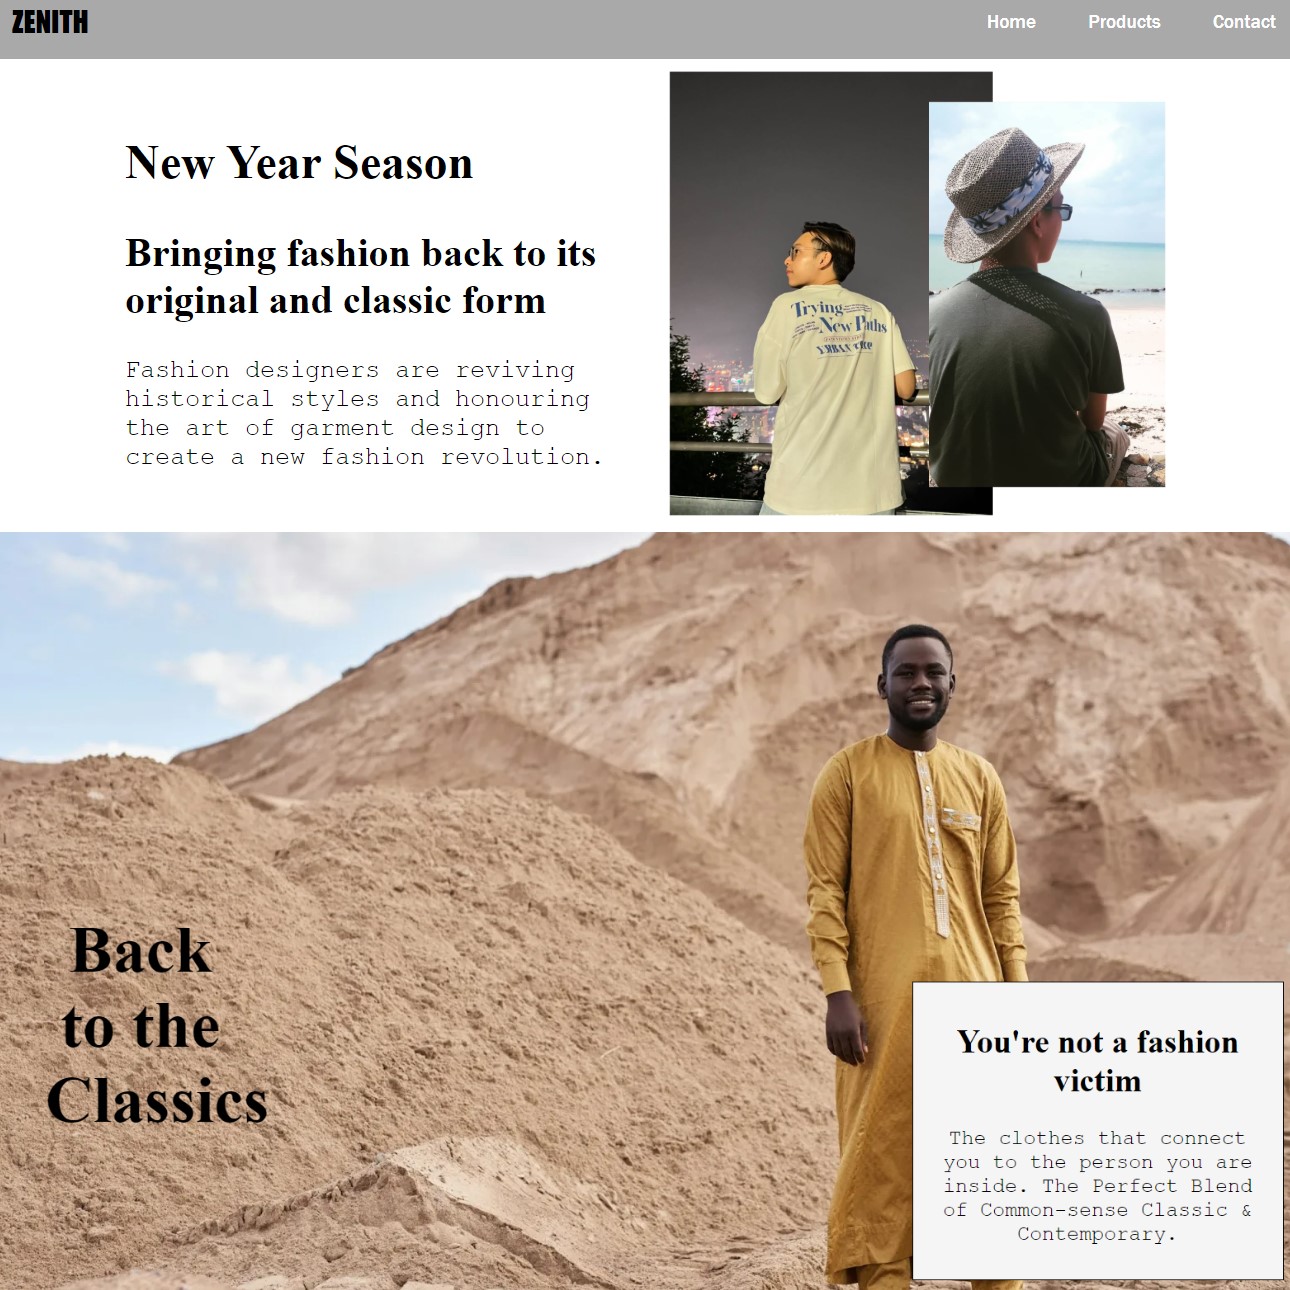 ZENITH
Home Products Contact
New Year Season
Bringing fashion back to its
original and classic form
Fashion designers are reviving
historical styles and honouring
the art of garment design to
create a new fashion revolution.
Trying
New Paths
Back
to the
Classics
You're not a fashion
victim
The clothes that connect
you to the person you are
inside. The Perfect Blend
of Common-sense Classic &
Contemporary.